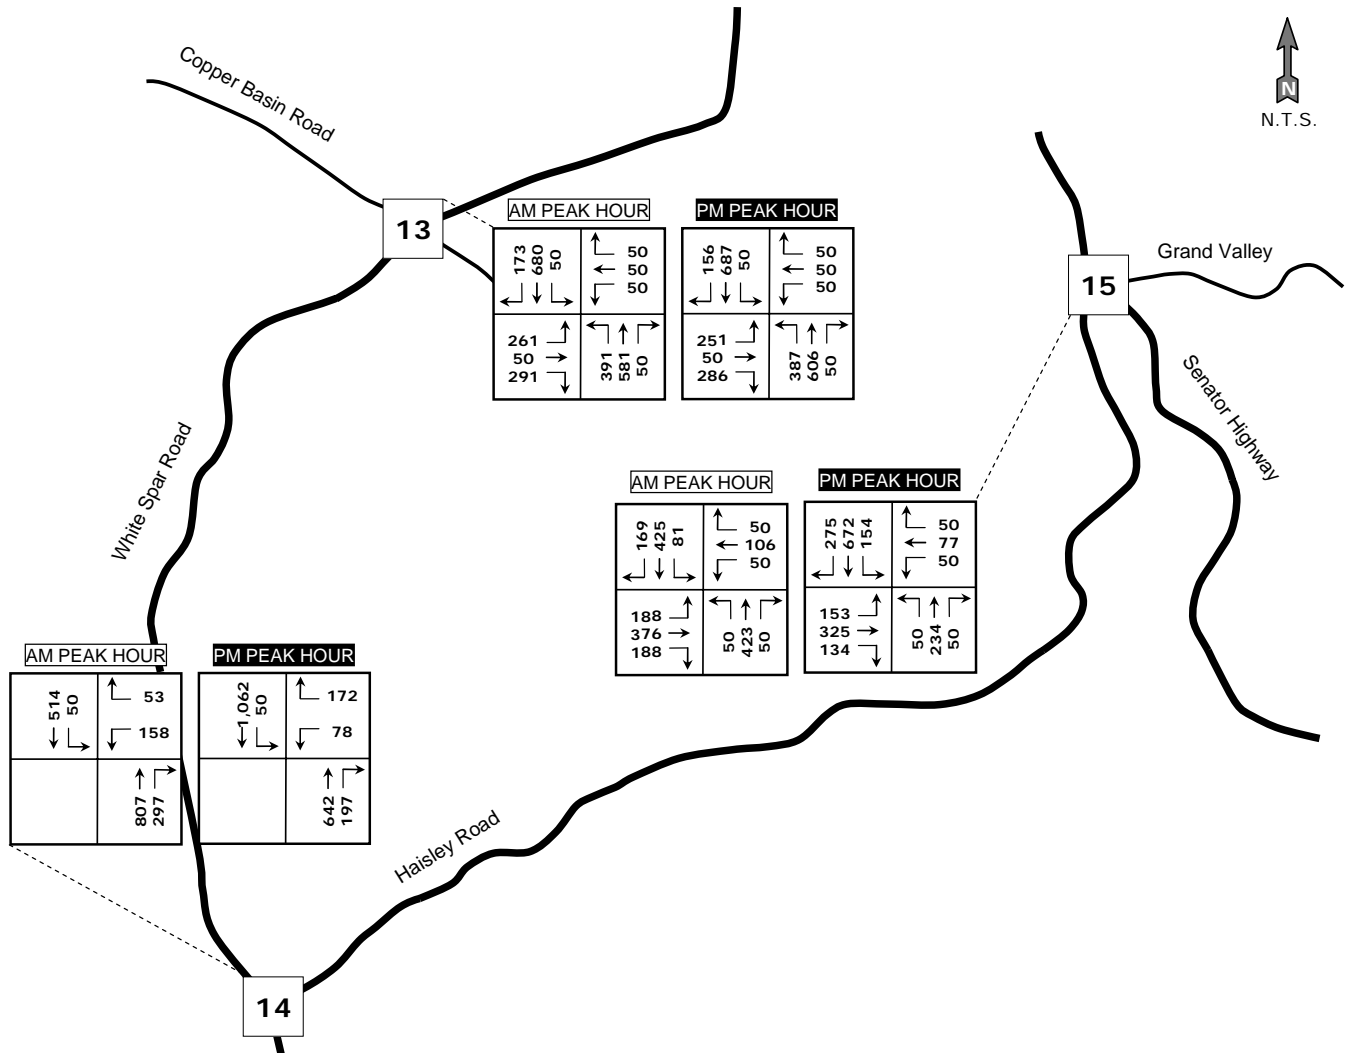 Copper Basin Road
N
N.T.S.
13
AM PEAK HOUR
PM PEAK HOUR
173 680 50
50
50
50
261
50
291
391 581 50
156 687 50
50
50
50
251
50
286
387 606 50
Grand Valley
15
Senator Highway
White Spar Road
AM PEAK HOUR
PM PEAK HOUR
169 425 81
50
106
50
188
376
188
50 423 50
275 672 154
50
77
50
153
325
134
50 234 50
AM PEAK HOUR
PM PEAK HOUR
514 50
53
158
807 297
1,062 50
172
78
642 197
Haisley Road
14